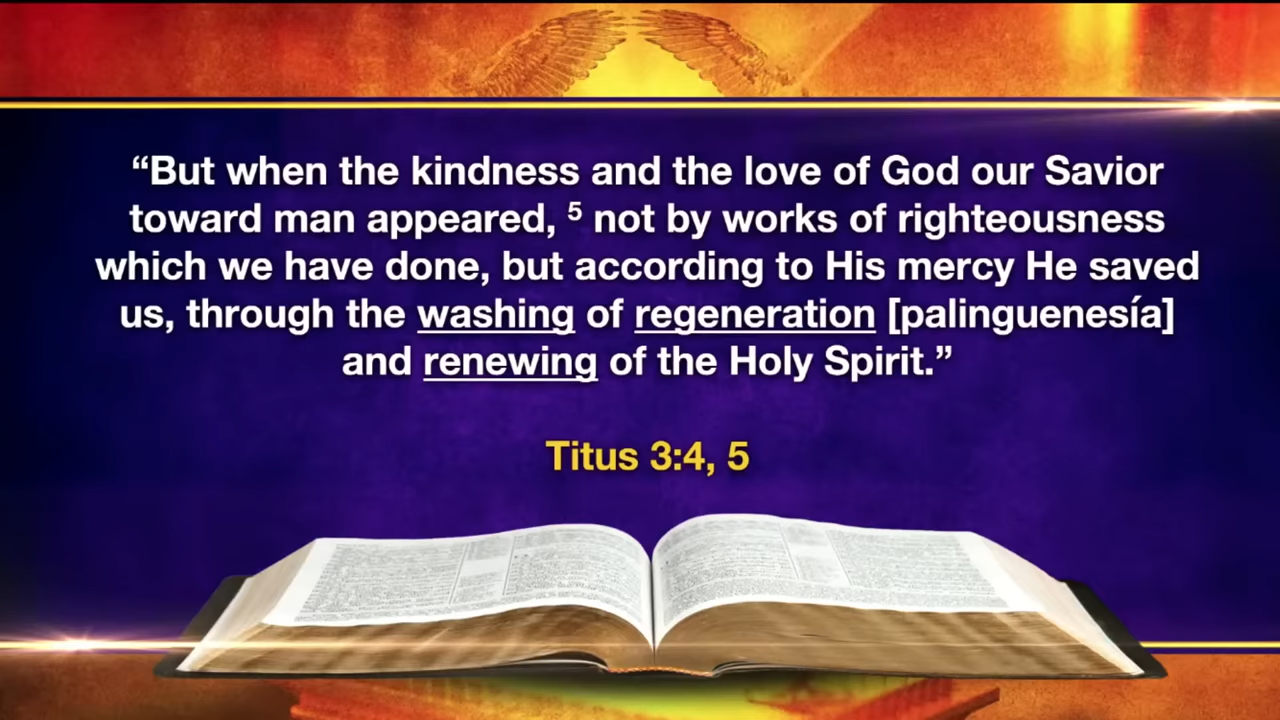 “But when the kindness and the love of God our Savior
toward man appeared, ⁵ not by works of righteousness
which we have done, but according to His mercy He saved
us, through the washing of regeneration [palinguenesía]
and renewing of the Holy Spirit.”
Titus 3:4, 5